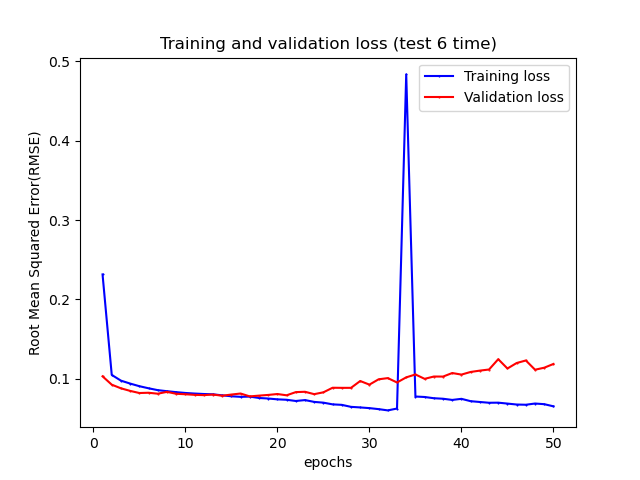 Training and validation loss (test 6 time)
Training loss
Validation loss
Root Mean Squared Error(RMSE)
0.5
0.4
0.3
0.2
0.1
0 10 20 30 40 50
epochs